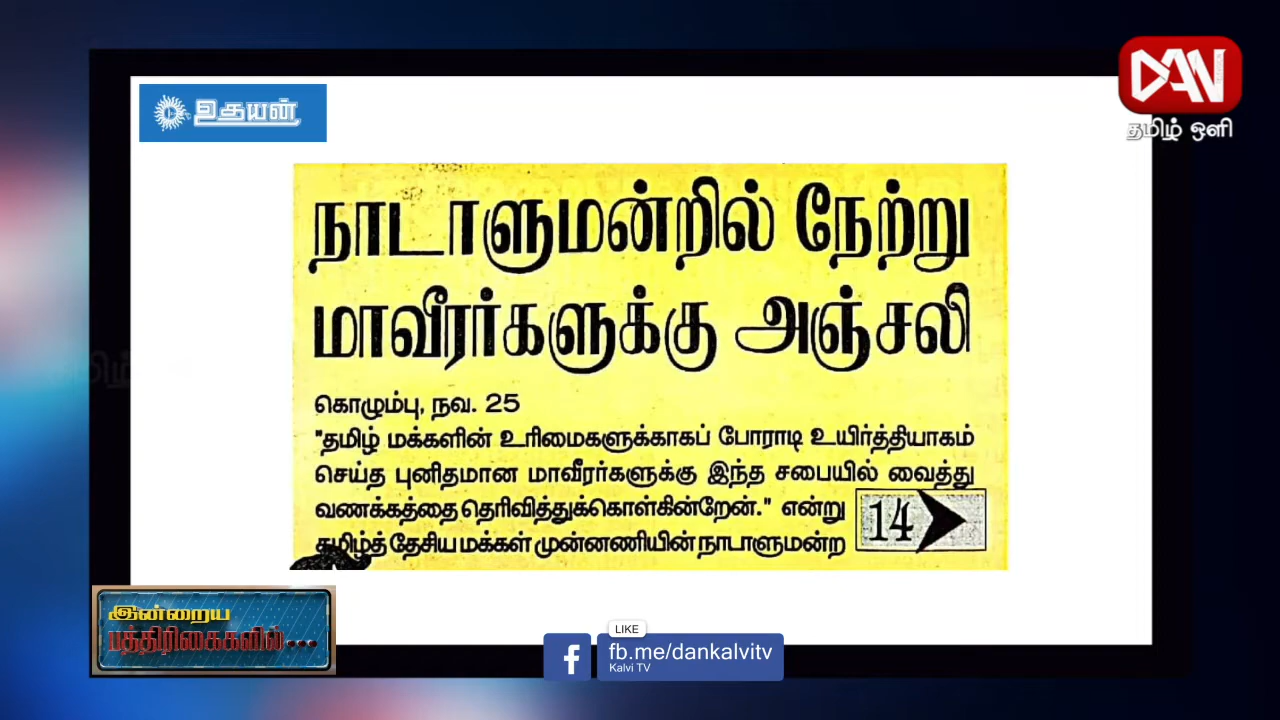 உதயன்
DAN
தமிழ் ஒளி
நாடாளுமன்றில் நேற்று
மாவீரர்களுக்கு அஞ்சலி
கொழும்பு, நவ. 25
"தமிழ் மக்களின் உரிமைகளுக்காகப் போராடி உயிர்த்தியாகம்
செய்த புனிதமான மாவீரர்களுக்கு இந்த சபையில் வைத்து
வணக்கத்தை தெரிவித்துக்கொள்கின்றேன்." என்று
தமிழ்த் தேசிய மக்கள் முன்னணியின் நாடாளுமன்ற
14
இன்றைய
பத்திரிகைகளில்...
LIKE
fb.me/dankalvitv
Kalvi TV